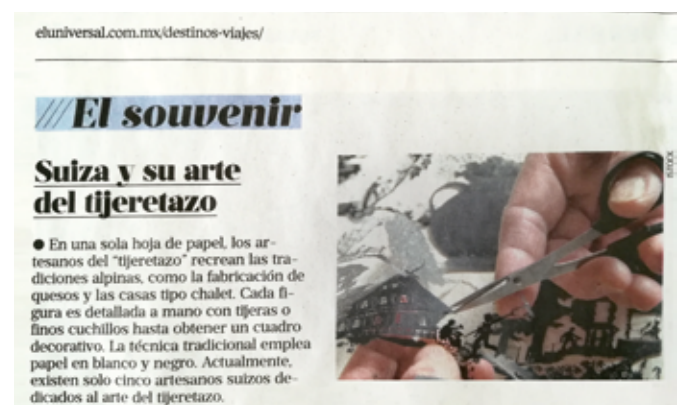 eluniversal.com.mx/destinos-viajes/
///El souvenir
Suiza y su arte
del tijeretazo
● En una sola hoja de papel, los ar-
tesanos del "tijeretazo" recrean las tra-
diciones alpinas, como la fabricación de
quesos y las casas tipo chalet. Cada fi-
gura es detallada a mano con tijeras o
finos cuchillos hasta obtener un cuadro
decorativo. La técnica tradicional emplea
papel en blanco y negro. Actualmente,
existen solo cinco artesanos suizos de-
dicados al arte del tijeretazo.
ISTOCK